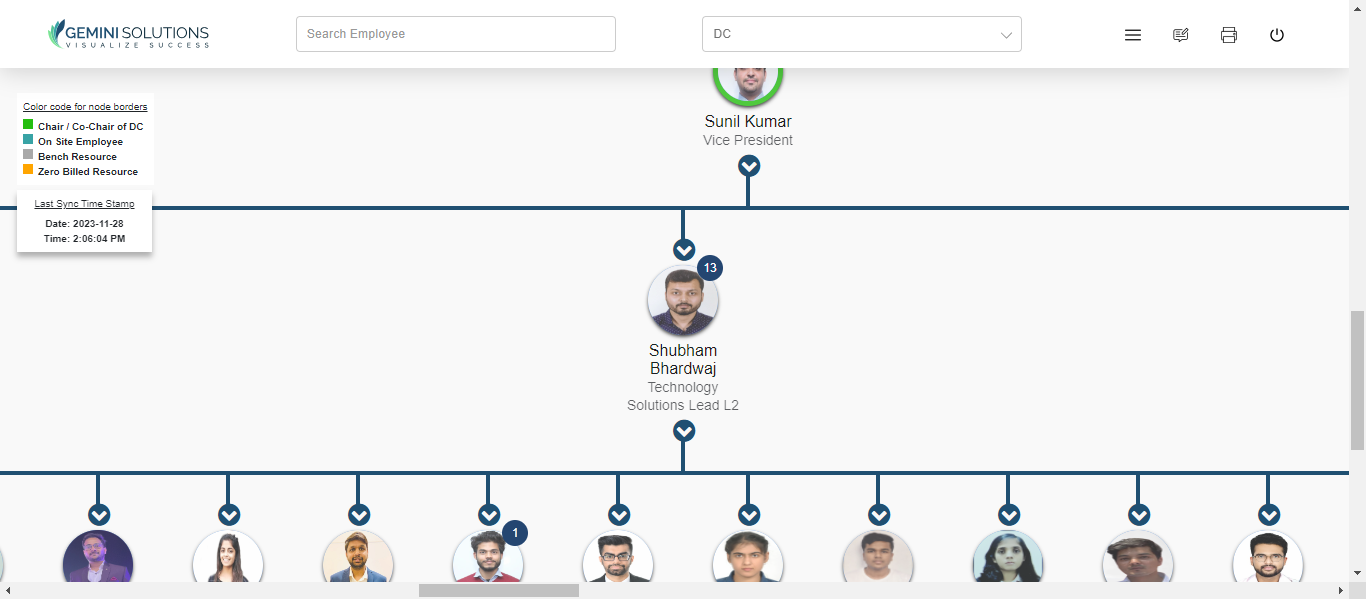 GEMINI SOLUTIONS
VISUALIZE SUCCESS
Search Employee
DC
Color code for node borders
Chair / Co-Chair of DC
On Site Employee
Bench Resource
Zero Billed Resource
Last Sync Time Stamp
Date: 2023-11-28
Time: 2:06:04 PM
Sunil Kumar
Vice President
13
Shubham
Bhardwaj
Technology
Solutions Lead L2
1